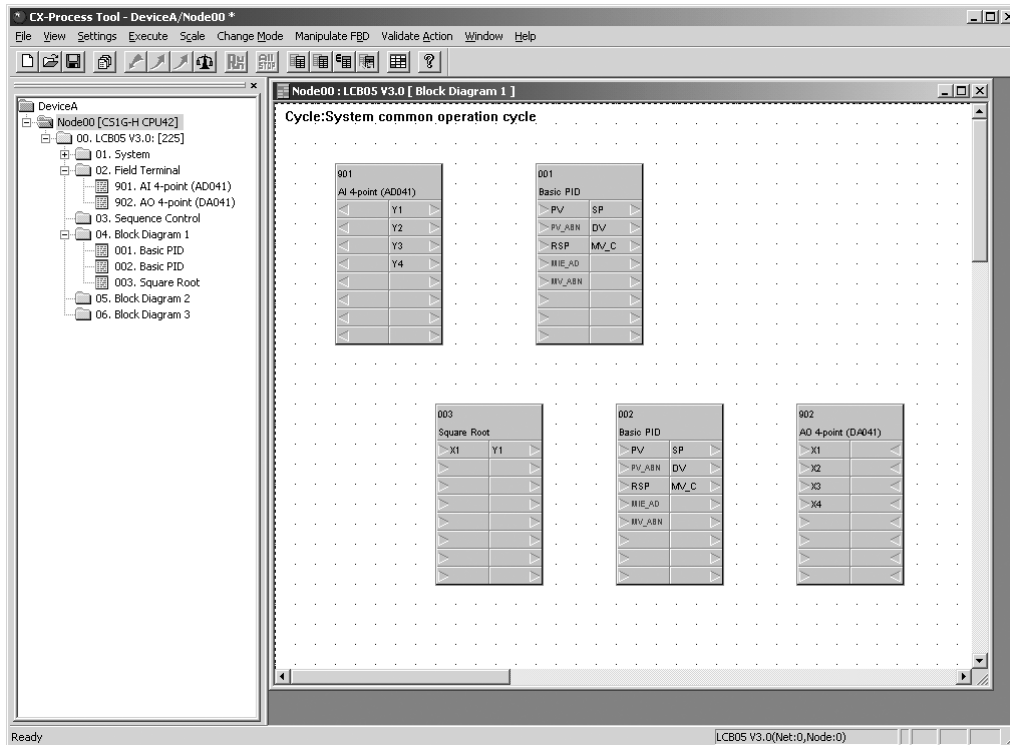 CX-Process Tool - DeviceA/Node00 *
File View Settings Execute Scale Change Mode Manipulate FBD Validate Action Window Help
All STOP
DeviceA
Node00 [CS1G-H CPU42]
00. LCB05 V3.0: [225]
01. System
02. Field Terminal
901. AI 4-point (AD041)
902. AO 4-point (DA041)
03. Sequence Control
04. Block Diagram 1
001. Basic PID
002. Basic PID
003. Square Root
05. Block Diagram 2
06. Block Diagram 3
Node00 : LCB05 V3.0 [ Block Diagram 1 ]
Cycle:System common operation cycle
901
AI 4-point (AD041)
Y1
Y2
Y3
Y4
001
Basic PID
PV SP
PV_ABN DV
RSP MV_C
MIE_AD
MV_ABN
003
Square Root
X1 Y1
002
Basic PID
PV SP
PV_ABN DV
RSP MV_C
MIE_AD
MV_ABN
902
AO 4-point (DA041)
X1
X2
X3
X4
Ready
LCB05 V3.0(Net:0,Node:0)